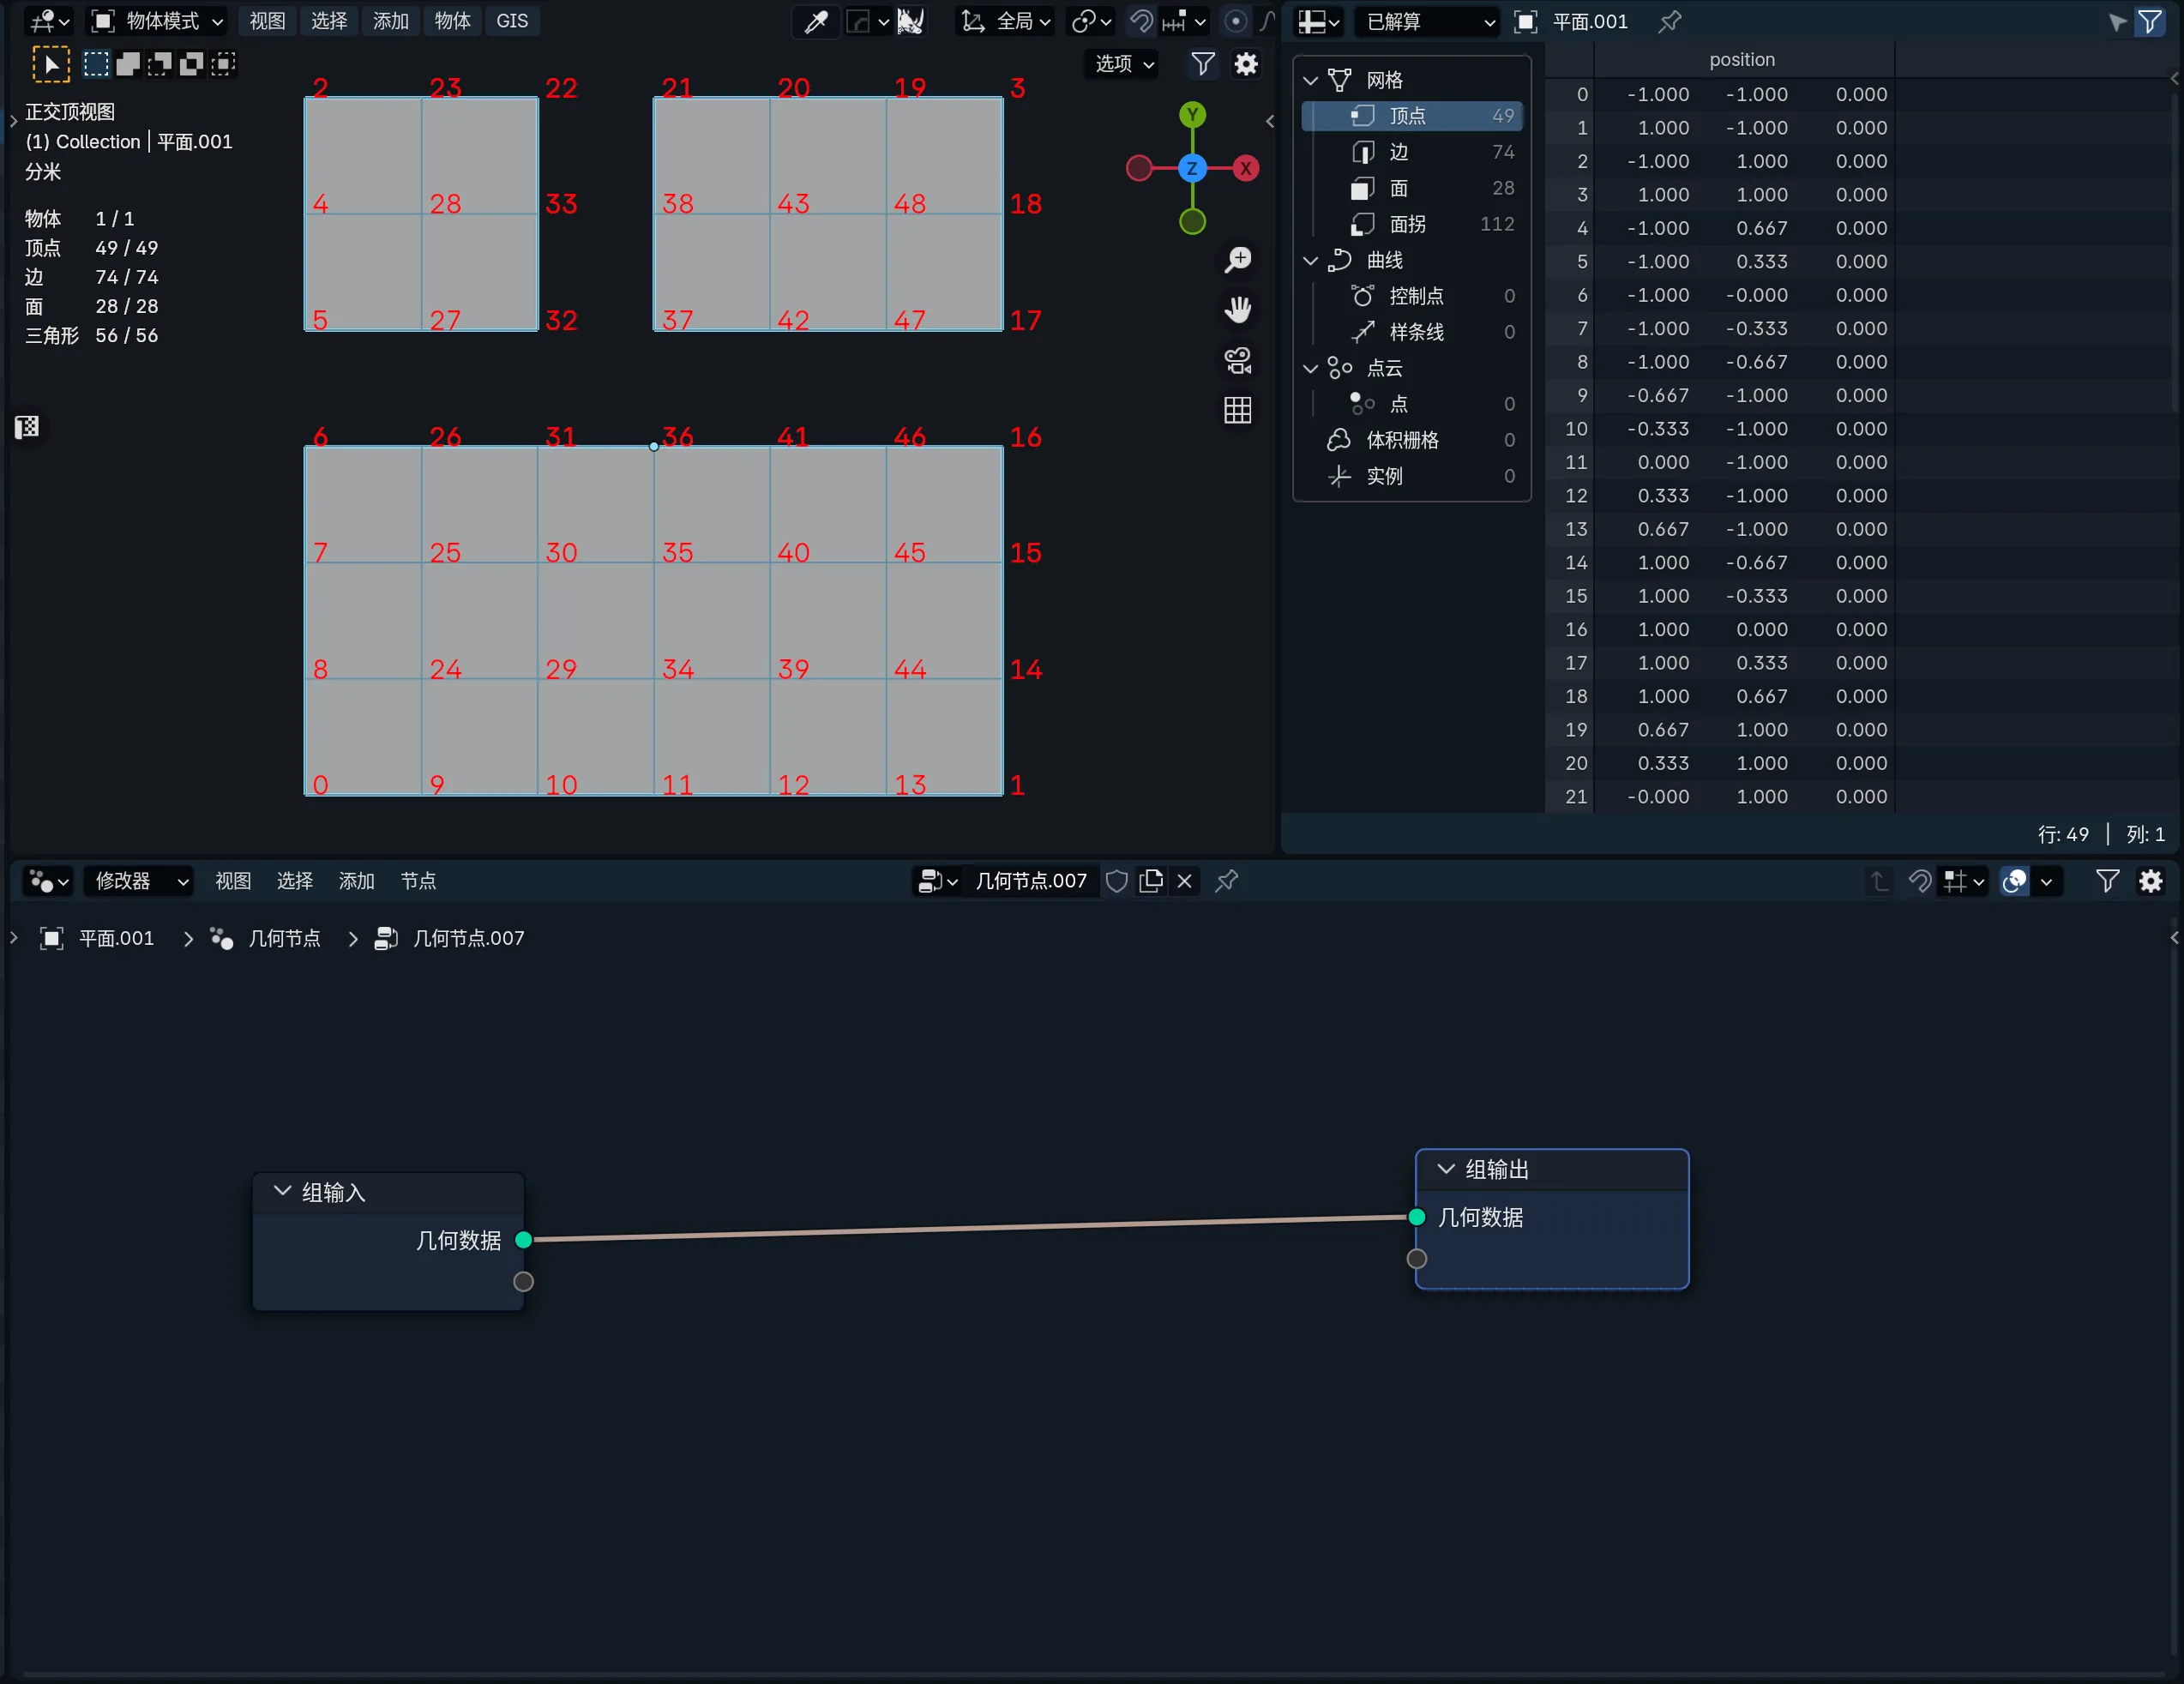 物体模式 视图 选择 添加 物体 GIS 全局
选项
正交顶视图
(1) Collection | 平面.001
分米
物体 1 / 1
顶点 49 / 49
边 74 / 74
面 28 / 28
三角形 56 / 56
2 23 22 21 20 19 3
4 28 33 38 43 48 18
5 27 32 37 42 47 17
6 26 31 36 41 46 16
7 25 30 35 40 45 15
8 24 29 34 39 44 14
0 9 10 11 12 13 1
Y
Z X
已解算 平面.001
网格
顶点 49
边 74
面 28
面拐 112
曲线
控制点 0
样条线 0
点云
点 0
体积栅格 0
实例 0
position
0 -1.000 -1.000 0.000
1 1.000 -1.000 0.000
2 -1.000 1.000 0.000
3 1.000 1.000 0.000
4 -1.000 0.667 0.000
5 -1.000 0.333 0.000
6 -1.000 -0.000 0.000
7 -1.000 -0.333 0.000
8 -1.000 -0.667 0.000
9 -0.667 -1.000 0.000
10 -0.333 -1.000 0.000
11 0.000 -1.000 0.000
12 0.333 -1.000 0.000
13 0.667 -1.000 0.000
14 1.000 -0.667 0.000
15 1.000 -0.333 0.000
16 1.000 0.000 0.000
17 1.000 0.333 0.000
18 1.000 0.667 0.000
19 0.667 1.000 0.000
20 0.333 1.000 0.000
21 -0.000 1.000 0.000
行: 49 | 列: 1
修改器 视图 选择 添加 节点 几何节点.007
平面.001 > 几何节点 > 几何节点.007
组输入
几何数据
组输出
几何数据